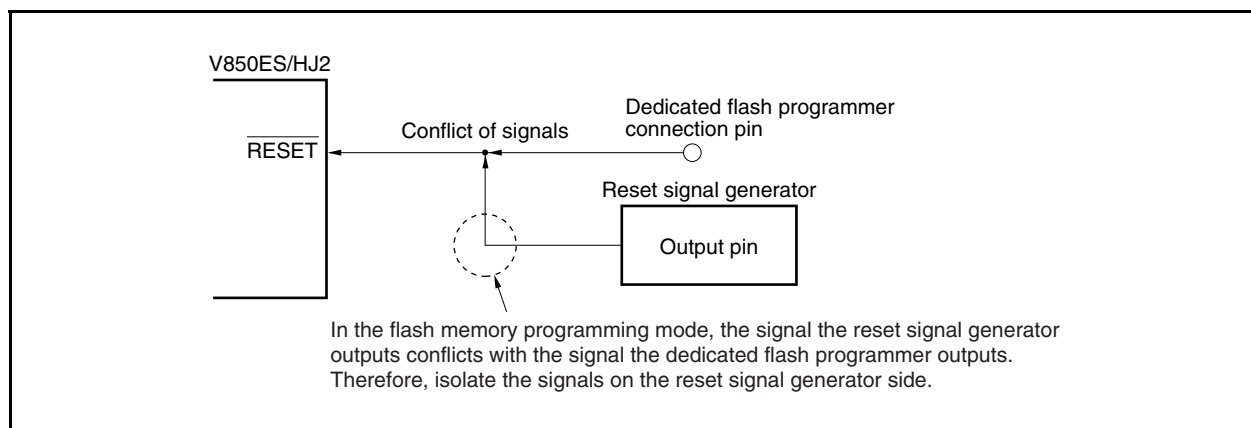 V850ES/HJ2
Dedicated flash programmer
connection pin
Conflict of signals
RESET
Reset signal generator
Output pin
In the flash memory programming mode, the signal the reset signal generator
outputs conflicts with the signal the dedicated flash programmer outputs.
Therefore, isolate the signals on the reset signal generator side.